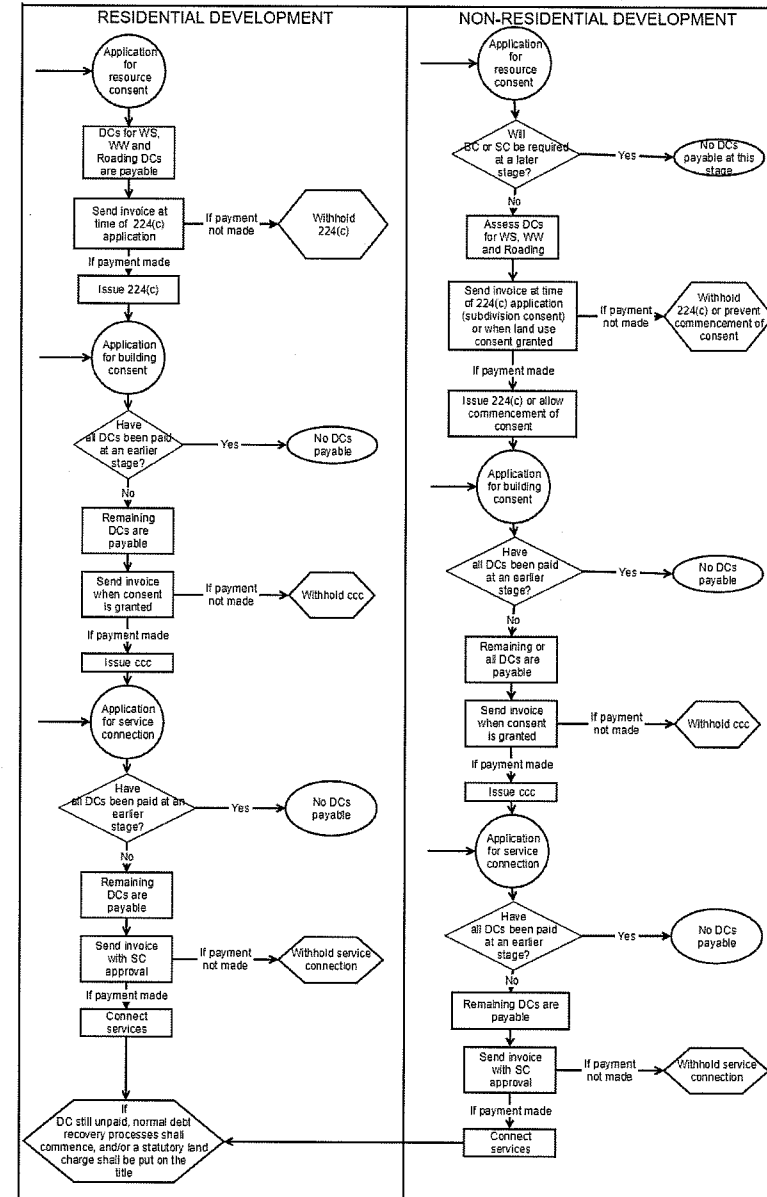 RESIDENTIAL DEVELOPMENT
Application
for
resource
consent
DCs for WS,
WW and
Roading DCs
are payable
Send invoice at
time of 224(c)
application
If payment
not made
Withhold
224(c)
If payment made
Issue 224(c)
Application
for building
consent
Have
all DCs been paid
at an earlier
stage?
Yes
No DCs
payable
No
Remaining
DCs are
payable
Send invoice
when consent
is granted
If payment
not made
Withhold ccc
If payment made
Issue ccc
Application
for service
connection
Have
all DCs been paid at an
earlier
stage?
Yes
No DCs
payable
No
Remaining
DCs are
payable
Send invoice
with SC
approval
If payment
not made
Withhold service
connection
If payment made
Connect
services
If
DC still unpaid, normal debt
recovery processes shall
commence, and/or a statutory land
charge shall be put on the
title
NON-RESIDENTIAL DEVELOPMENT
Application
for
resource
consent
Will
BC or SC be required
at a later
stage?
Yes
No DCs
payable at this
stage
No
Assess DCs
for WS, WW
and Roading
Send invoice at time
of 224(c) application
(subdivision consent)
or when land use
consent granted
If payment
not made
Withhold
224(c) or prevent
commencement of
consent
If payment made
Issue 224(c) or allow
commencement of
consent
Application
for building
consent
Have
all DCs been paid
at an earlier
stage?
Yes
No DCs
payable
No
Remaining or
all DCs are
payable
Send invoice
when consent
is granted
If payment
not made
Withhold ccc
If payment made
Issue ccc
Application
for service
connection
Have
all DCs been paid
at an earlier
stage?
Yes
No DCs
payable
No
Remaining DCs are
payable
Send invoice
with SC
approval
If payment
not made
Withhold service
connection
If payment made
Connect
services